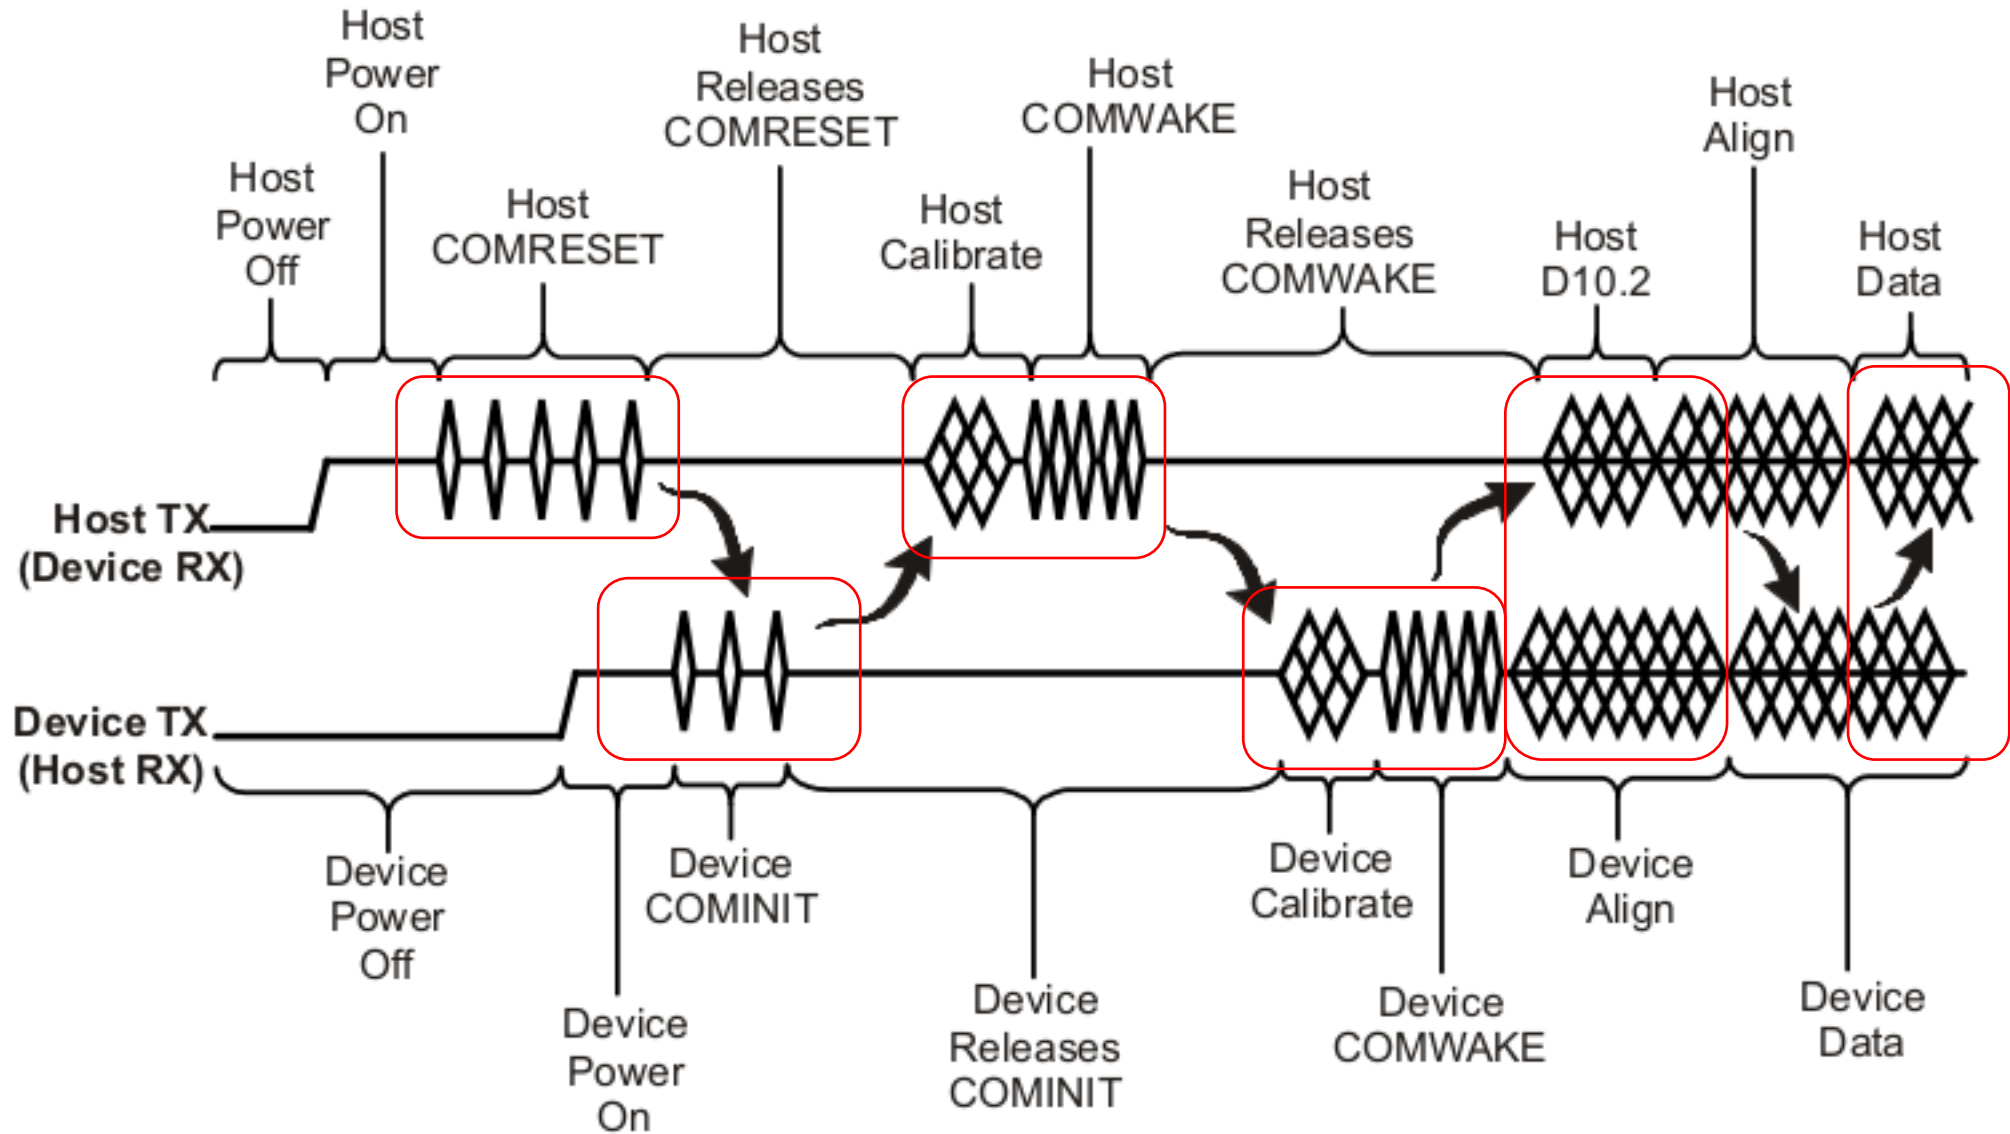 Host
Power
On
Host
Releases
COMRESET
Host
COMWAKE
Host
Align
Host
Power
Off
Host
COMRESET
Host
Calibrate
Host
Releases
COMWAKE
Host
D10.2
Host
Data
Host TX
(Device RX)
Device TX
(Host RX)
Device
Power
Off
Device
COMINIT
Device
Calibrate
Device
Align
Device
Power
On
Device
Releases
COMINIT
Device
COMWAKE
Device
Data